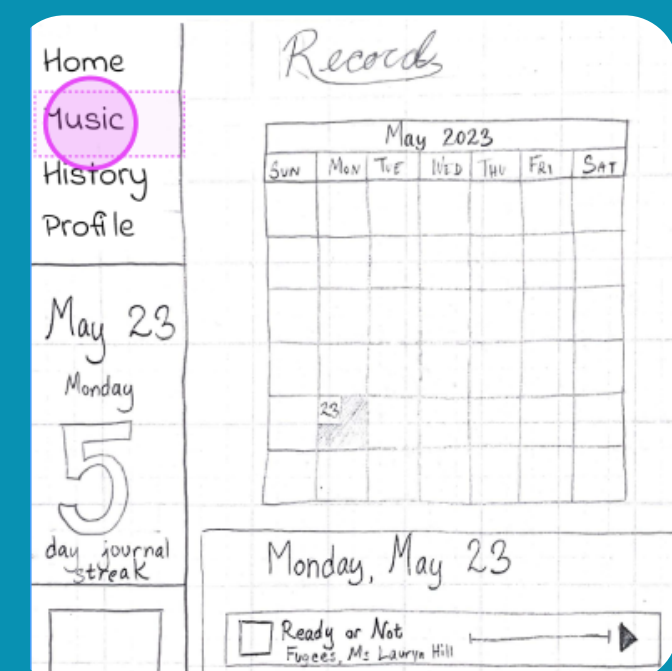 Home
Music
History
Profile
May 23
Monday
5
day journal
streak
Records
May 2023
SUN MON TUE WED THU FRI SAT
23
Monday, May 23
Ready or Not
Fugees, Ms Lauryn Hill